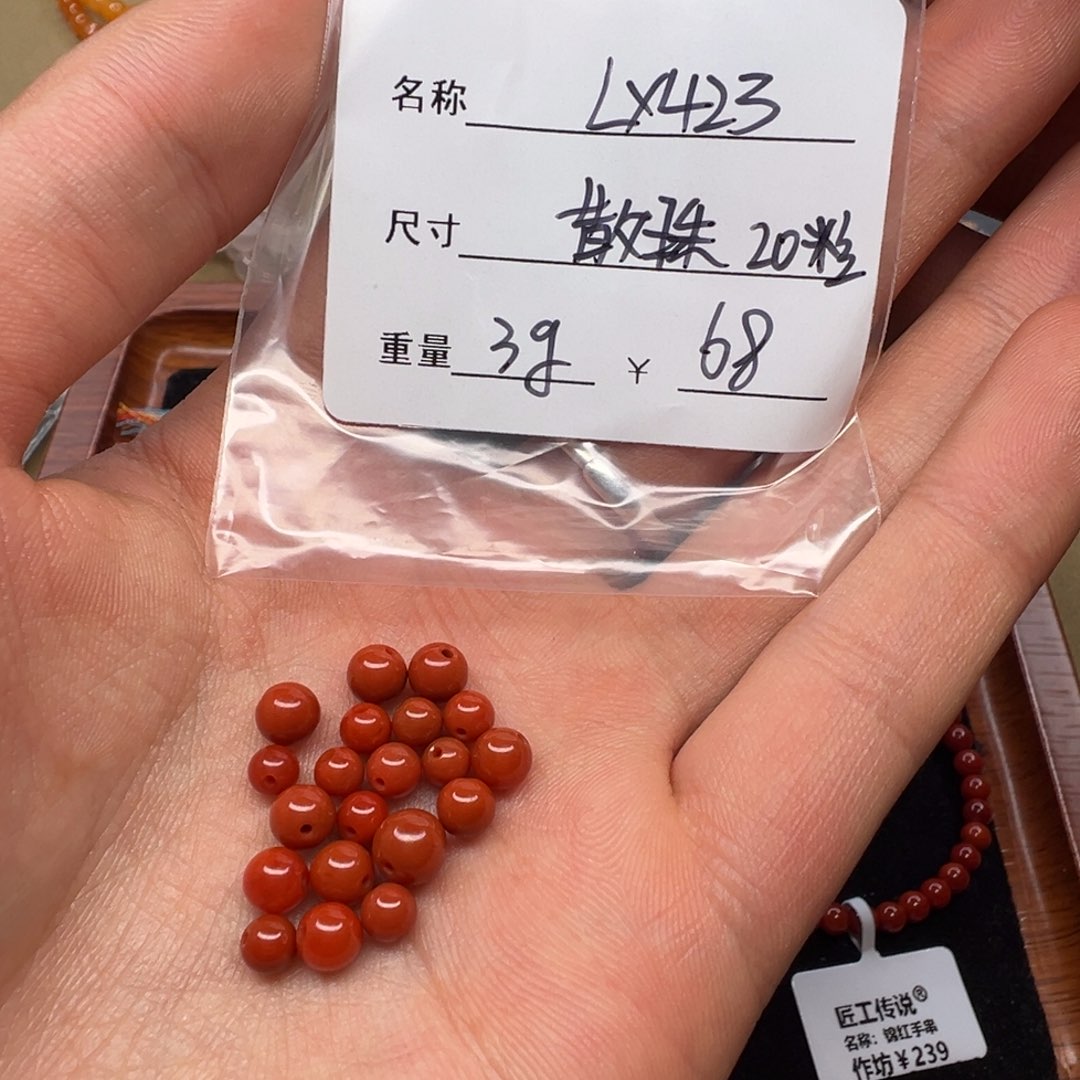 名称 LX423
尺寸 散珠 20粒
重量 3g ¥ 68
匠工传说®
名称：锦红手串
作坊¥239